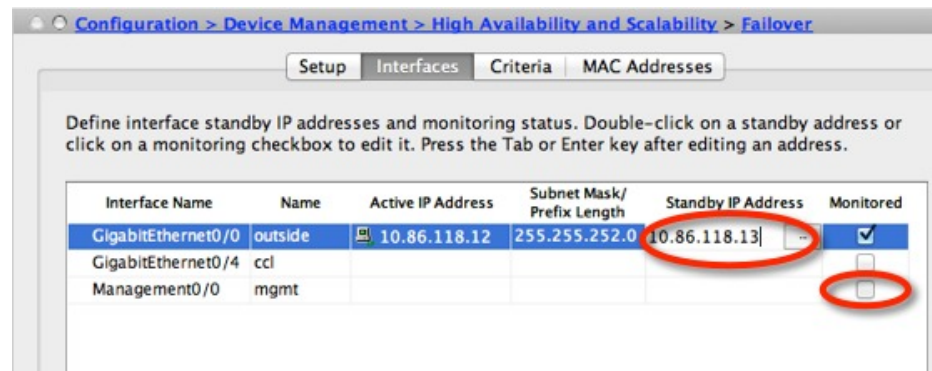 Configuration > Device Management > High Availability and Scalability > Failover
Setup Interfaces Criteria MAC Addresses
Define interface standby IP addresses and monitoring status. Double-click on a standby address or
click on a monitoring checkbox to edit it. Press the Tab or Enter key after editing an address.
Interface Name Name Active IP Address Subnet Mask/ Prefix Length Standby IP Address Monitored
GigabitEthernet0/0 outside 10.86.118.12 255.255.252.0 10.86.118.13 ..
GigabitEthernet0/4 ccl
Management0/0 mgmt